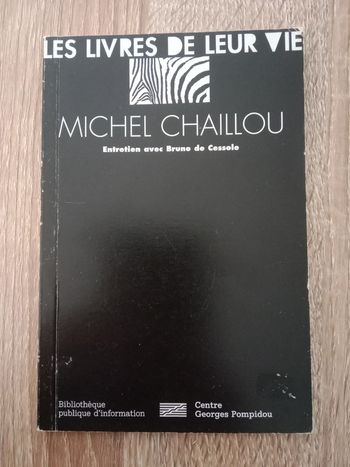 LES LIVRES DE LEUR VIE
MICHEL CHAILLOU
Entretien avec Bruno de Cessole
Bibliothèque
publique d'information
Centre
Georges Pompidou